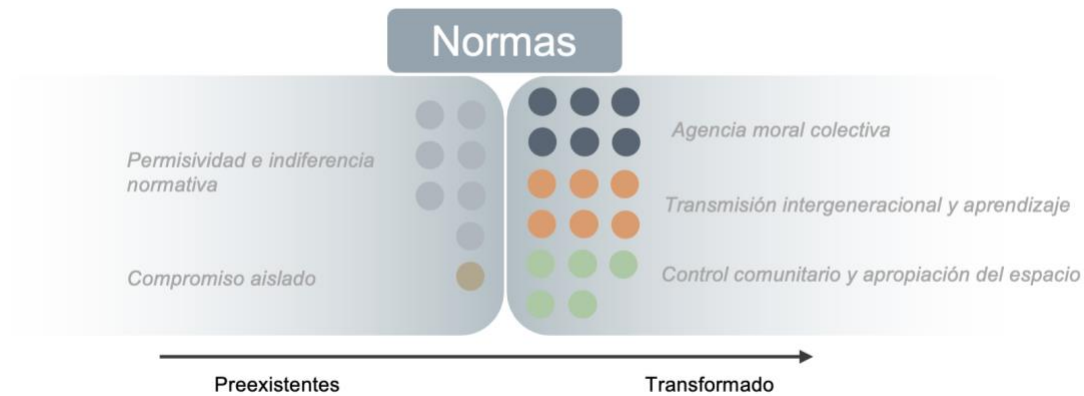 Normas
Permisividad e indiferencia
normativa
Compromiso aislado
Agencia moral colectiva
Transmisión intergeneracional y aprendizaje
Control comunitario y apropiación del espacio
Preexistentes
Transformado